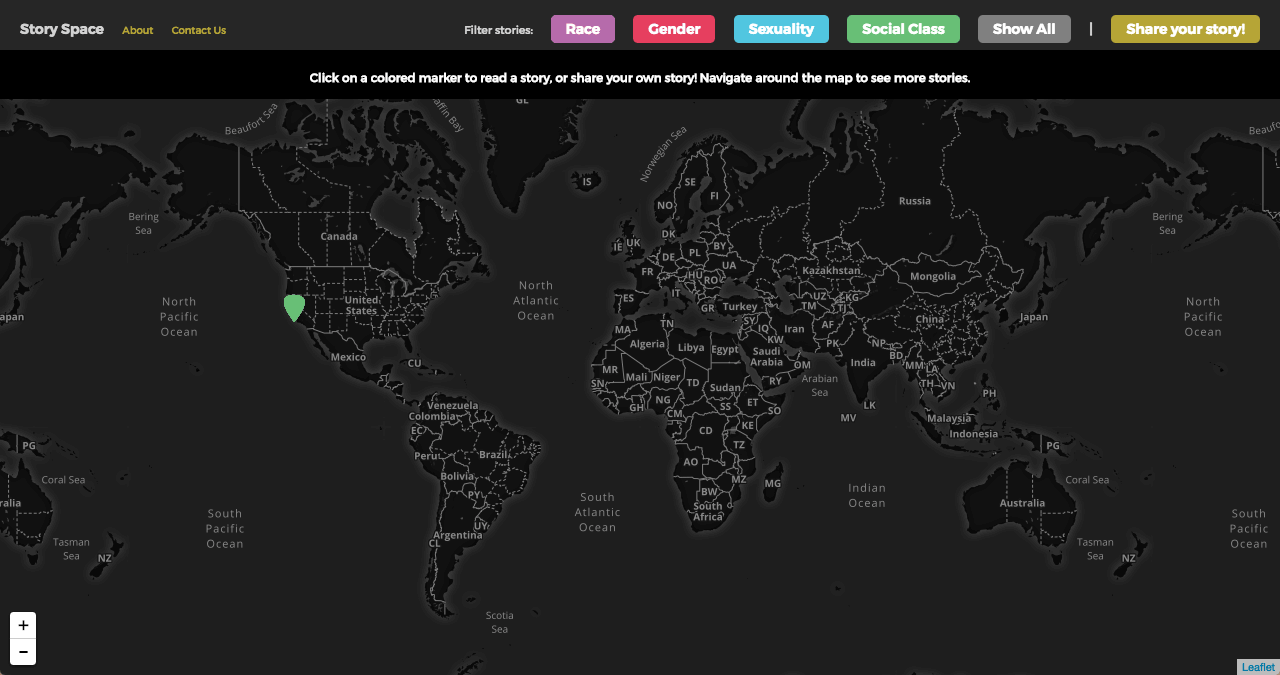 Story Space
About
Contact Us
Filter stories:
Race
Gender
Sexuality
Social Class
Show All
|
Share your story!
Click on a colored marker to read a story, or share your own story! Navigate around the map to see more stories.
GL
Beaufort Sea
affin Bay
Norwegian Sea
Beaufo
IS
SE
FI
NO
Russia
Bering
Sea
Bering
Sea
Canada
DK
IE
UK
BY
PL
DE
UA
FR
HU
RO
Kazakhstan
Mongolia
North
Atlantic
Ocean
IT
ES
GR
Turkey
UZ
KG
TM
TJ
North
Pacific
Ocean
United
States
North
Pacific
Ocean
apan
China
Japan
MA
TN
SY
IQ
Iran
AF
KW
PK
NP
Algeria
Libya
Egypt
Saudi
Arabia
BD
Mexico
CU
OM
India
MM
LA
MR
Mali
Niger
TD
Sudan
RY
Arabian
Sea
TH
VN
SN
PH
NG
GH
CM
SS
ET
SO
LK
MV
Venezuela
Colombia
Malaysia
EC
CD
KE
Indonesia
PG
TZ
PG
Peru
Brazil
AO
Bolivia
MZ
MG
Coral Sea
Coral Sea
PY
BW
Indian
Ocean
ralia
South
Africa
Australia
South
Atlantic
Ocean
South
Pacific
Ocean
South
Pacific
Ocean
UY
Argentina
CL
Tasman
Sea
NZ
Tasman
Sea
NZ
Scotia
Sea
+
−
Leaflet